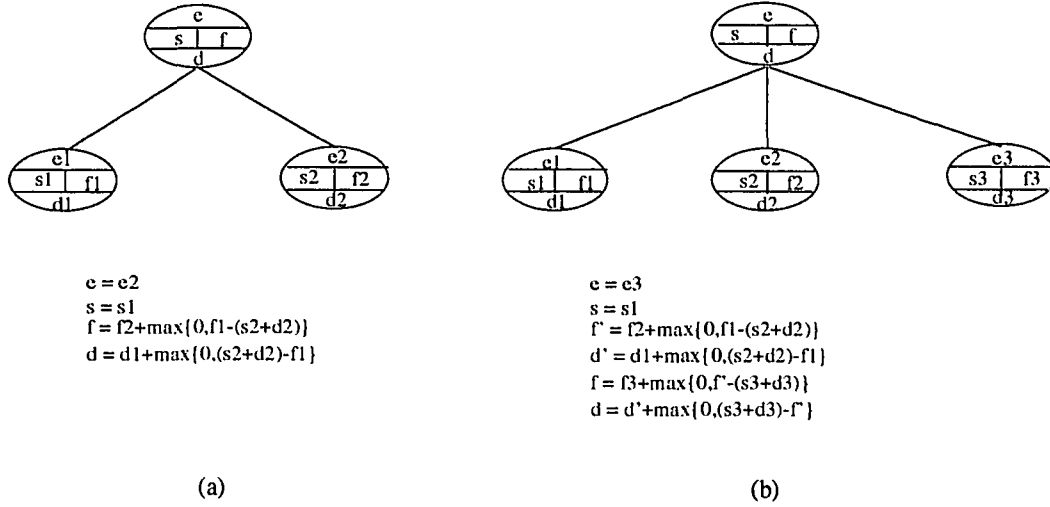 e
s f
d
e1
s1 f1
d1
e2
s2 f2
d2
e = e2
s = s1
f = f2+max{0,f1-(s2+d2)}
d = d1+max{0,(s2+d2)-f1}
(a)
e
s f
d
e1
s1 f1
d1
e2
s2 f2
d2
e3
s3 f3
d3
e = e3
s = s1
f' = f2+max{0,f1-(s2+d2)}
d' = d1+max{0,(s2+d2)-f1}
f = f3+max{0,f'-(s3+d3)}
d = d'+max{0,(s3+d3)-f'}
(b)